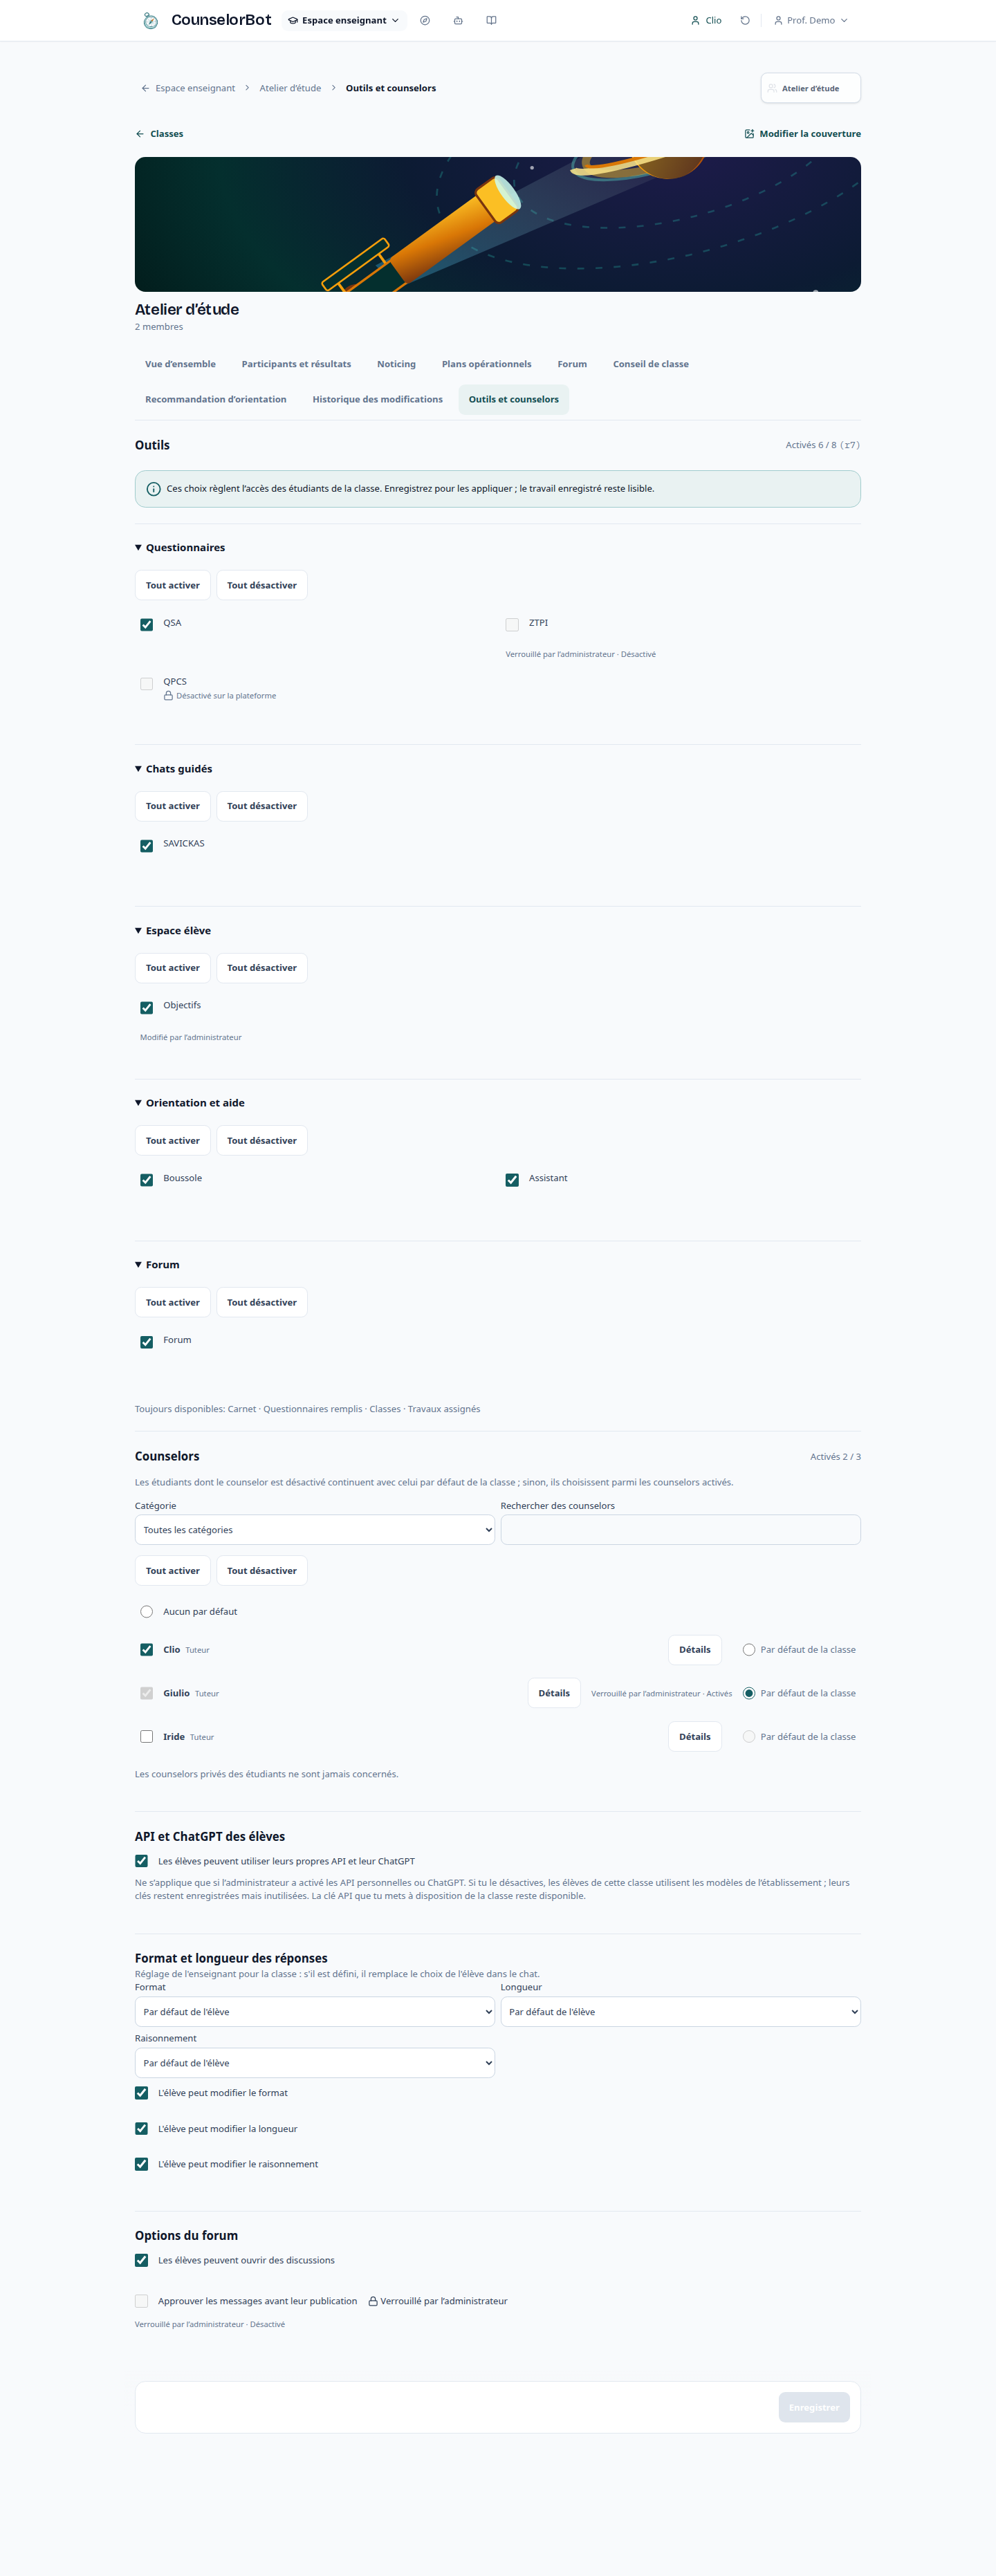 CounselorBot
Espace enseignant
Clio
Prof. Demo
Espace enseignant
Atelier d'étude
Outils et counselors
Atelier d'étude
Classes
Modifier la couverture
Atelier d'étude
2 membres
Vue d'ensemble
Participants et résultats
Noticing
Plans opérationnels
Forum
Conseil de classe
Recommandation d'orientation
Historique des modifications
Outils et counselors
Outils
Activés 6 / 8 (r7)
Ces choix règlent l'accès des étudiants de la classe. Enregistrez pour les appliquer ; le travail enregistré reste lisible.
Questionnaires
Tout activer
Tout désactiver
QSA
ZTPI
Verrouillé par l'administrateur · Désactivé
QPCS
Désactivé sur la plateforme
Chats guidés
Tout activer
Tout désactiver
SAVICKAS
Espace élève
Tout activer
Tout désactiver
Objectifs
Modifié par l'administrateur
Orientation et aide
Tout activer
Tout désactiver
Boussole
Assistant
Forum
Tout activer
Tout désactiver
Forum
Toujours disponibles: Carnet · Questionnaires remplis · Classes · Travaux assignés
Counselors
Activés 2 / 3
Les étudiants dont le counselor est désactivé continuent avec celui par défaut de la classe ; sinon, ils choisissent parmi les counselors activés.
Catégorie
Rechercher des counselors
Toutes les catégories
Tout activer
Tout désactiver
Aucun par défaut
Clio Tuteur
Détails
Par défaut de la classe
Giulio Tuteur
Détails
Verrouillé par l'administrateur · Activés
Par défaut de la classe
Iride Tuteur
Détails
Par défaut de la classe
Les counselors privés des étudiants ne sont jamais concernés.
API et ChatGPT des élèves
Les élèves peuvent utiliser leurs propres API et leur ChatGPT
Ne s'applique que si l'administrateur a activé les API personnelles ou ChatGPT. Si tu le désactives, les élèves de cette classe utilisent les modèles de l'établissement ; leurs
clés restent enregistrées mais inutilisées. La clé API que tu mets à disposition de la classe reste disponible.
Format et longueur des réponses
Réglage de l'enseignant pour la classe : s'il est défini, il remplace le choix de l'élève dans le chat.
Format
Longueur
Par défaut de l'élève
Par défaut de l'élève
Raisonnement
Par défaut de l'élève
L'élève peut modifier le format
L'élève peut modifier la longueur
L'élève peut modifier le raisonnement
Options du forum
Les élèves peuvent ouvrir des discussions
Approuver les messages avant leur publication
Verrouillé par l'administrateur
Verrouillé par l'administrateur · Désactivé
Enregistrer